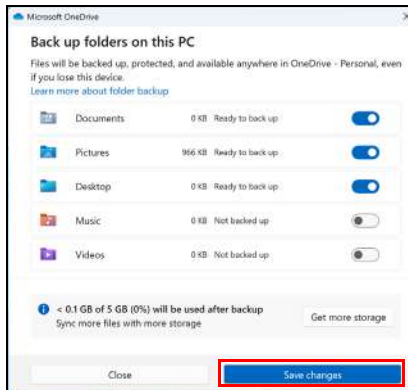 Microsoft OneDrive
Back up folders on this PC
Files will be backed up, protected, and available anywhere in OneDrive - Personal, even
if you lose this device.
Learn more about folder backup
Documents 0 KB Ready to back up
Pictures 966 KB Ready to back up
Desktop 0 KB Ready to back up
Music 0 KB Not backed up
Videos 0 KB Not backed up
< 0.1 GB of 5 GB (0%) will be used after backup
Sync more files with more storage
Get more storage
Close Save changes